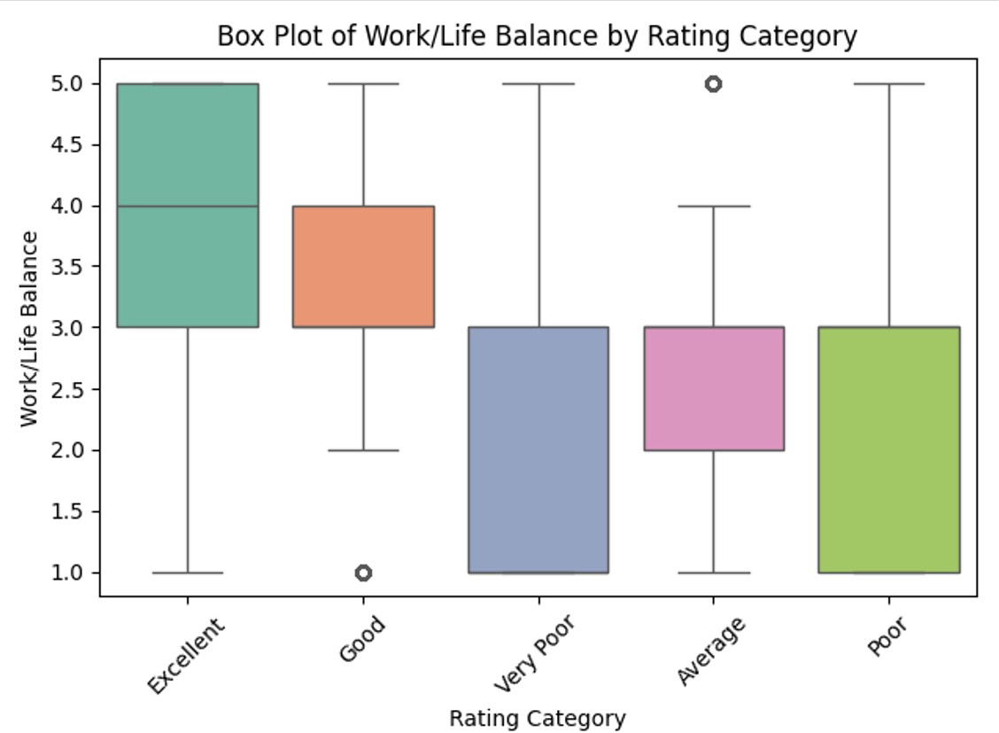 Box Plot of Work/Life Balance by Rating Category
5.0
4.5
4.0
3.5
3.0
2.5
2.0
1.5
1.0
Work/Life Balance
Excellent
Good
Very Poor
Average
Poor
Rating Category